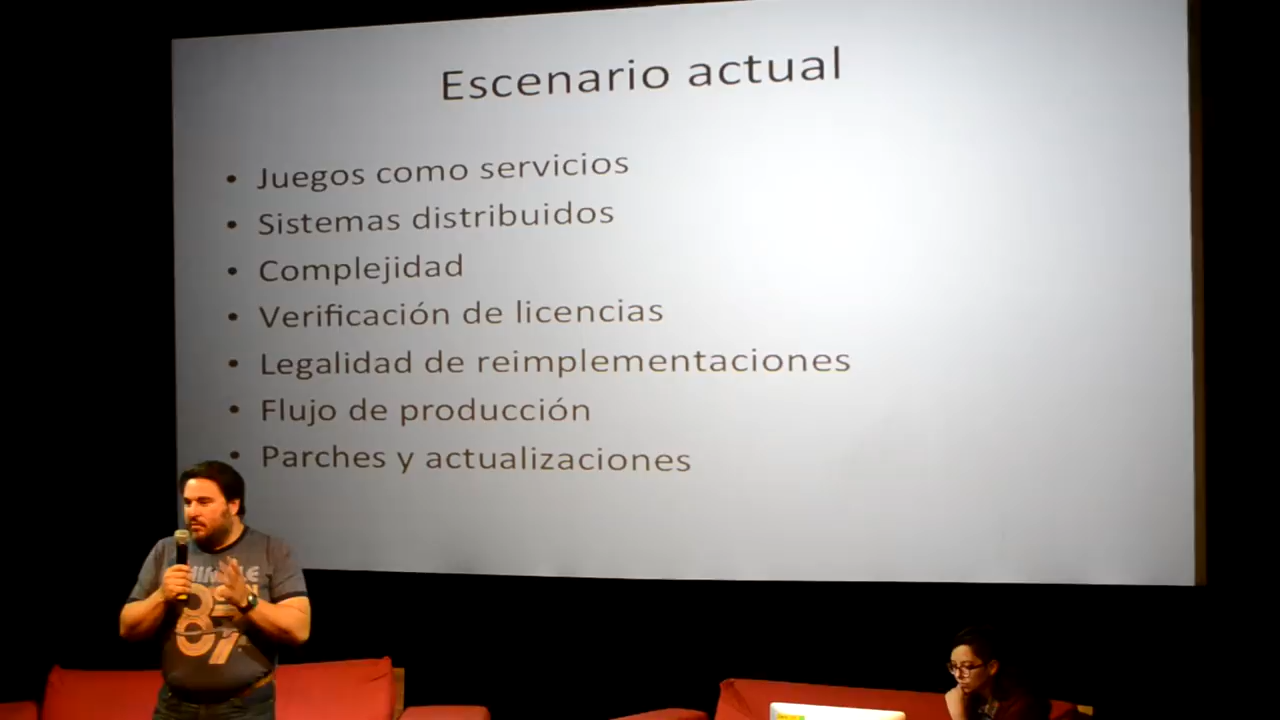 Escenario actual
• Juegos como servicios
• Sistemas distribuidos
• Complejidad
• Verificación de licencias
• Legalidad de reimplementaciones
• Flujo de producción
• Parches y actualizaciones